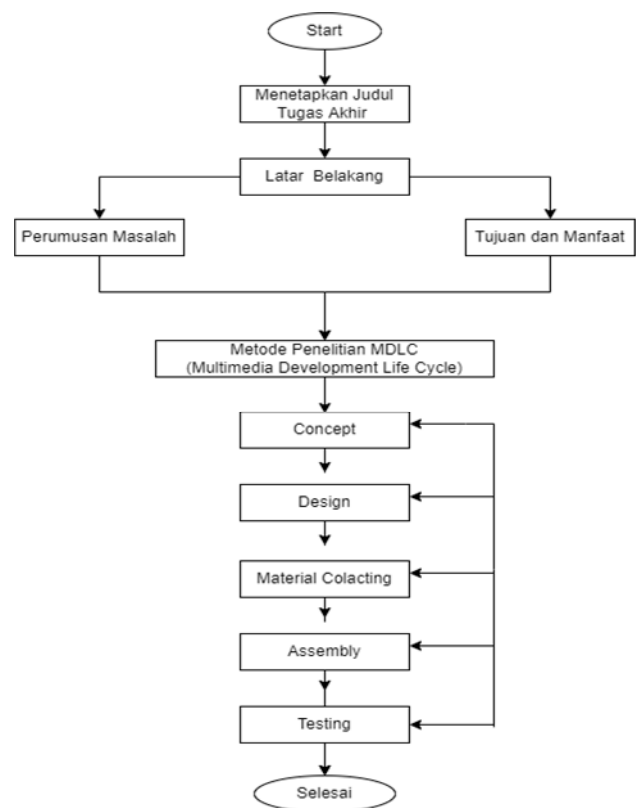 Start
Menetapkan Judul
Tugas Akhir
Latar Belakang
Perumusan Masalah
Tujuan dan Manfaat
Metode Penelitian MDLC
(Multimedia Development Life Cycle)
Concept
Design
Material Colacting
Assembly
Testing
Selesai